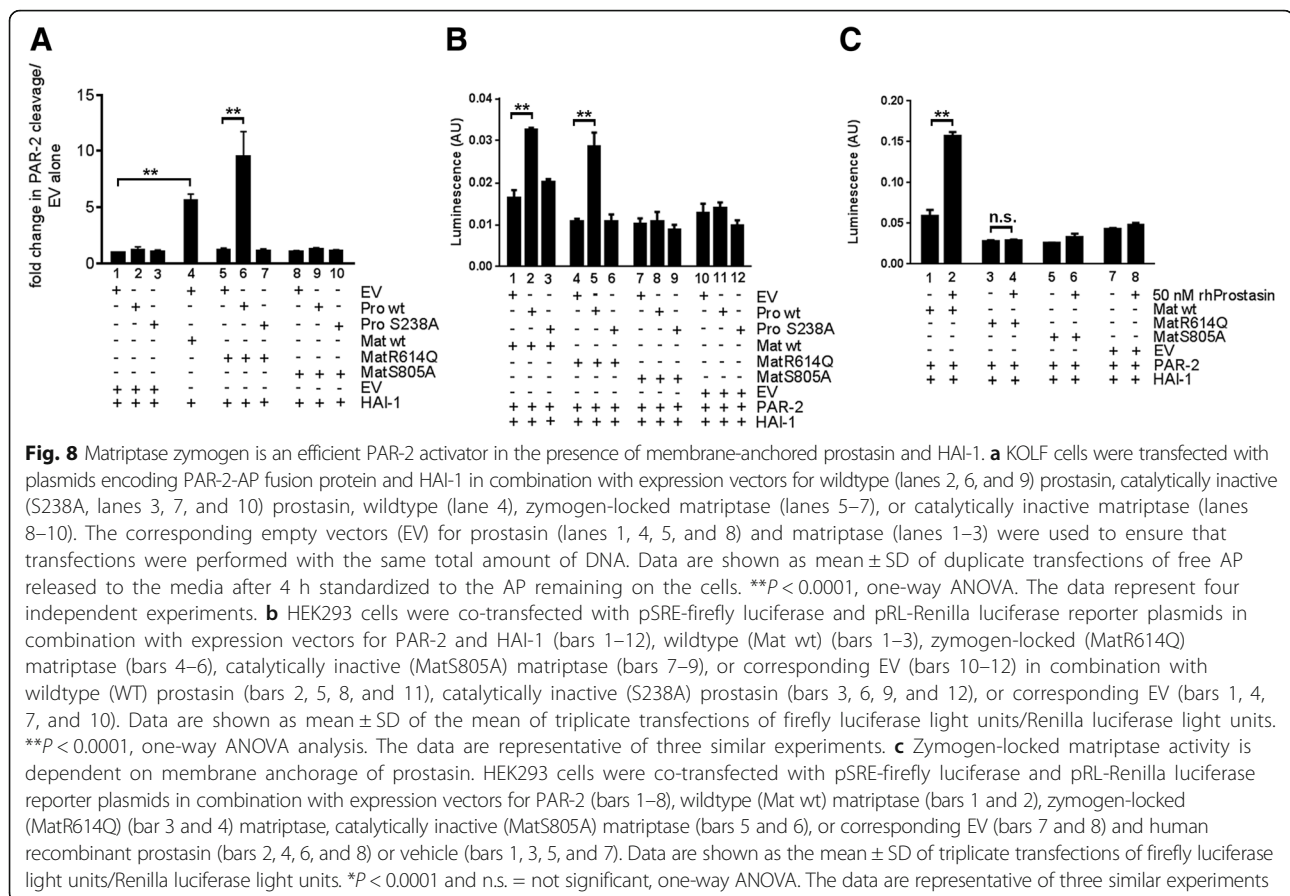 A
fold change in PAR-2 cleavage/
EV alone
15
10
5
0
**
**
1 2 3 4 5 6 7 8 9 10
+ - - + + - - + - - EV
- + - - - + - - + - Pro wt
- - + - - - + - - + Pro S238A
- - - + - - - - - - Mat wt
- - - - + + + - - - MatR614Q
- - - - - - - + + + MatS805A
+ + + - - - - - - - EV
+ + + + + + + + + + HAI-1
B
Luminescence (AU)
0.04
0.03
0.02
0.01
0.00
**
**
1 2 3 4 5 6 7 8 9 10 11 12
+ - - + - - + - - + - - EV
- + - - + - - + - - + - Pro wt
- - + - - + - - + - - + Pro S238A
+ + + - - - - - - - - - Mat wt
- - - + + + - - - - - - MatR614Q
- - - - - - + + + - - - MatS805A
- - - - - - - - - + + + EV
+ + + + + + + + + + + + PAR-2
+ + + + + + + + + + + + HAI-1
C
Luminescence (AU)
0.20
0.15
0.10
0.05
0.00
**
n.s.
1 2 3 4 5 6 7 8
- + - + - + - + 50 nM rhProstasin
+ + - - - - - - Mat wt
- - + + - - - - MatR614Q
- - - - + + - - MatS805A
- - - - - - + + EV
+ + + + + + + + PAR-2
+ + + + + + + + HAI-1
Fig. 8 Matriptase zymogen is an efficient PAR-2 activator in the presence of membrane-anchored prostasin and HAI-1. a KOLF cells were transfected with
plasmids encoding PAR-2-AP fusion protein and HAI-1 in combination with expression vectors for wildtype (lanes 2, 6, and 9) prostasin, catalytically inactive
(S238A, lanes 3, 7, and 10) prostasin, wildtype (lane 4), zymogen-locked matriptase (lanes 5–7), or catalytically inactive matriptase (lanes
8–10). The corresponding empty vectors (EV) for prostasin (lanes 1, 4, 5, and 8) and matriptase (lanes 1–3) were used to ensure that
transfections were performed with the same total amount of DNA. Data are shown as mean ± SD of duplicate transfections of free AP
released to the media after 4 h standardized to the AP remaining on the cells. **P < 0.0001, one-way ANOVA. The data represent four
independent experiments. b HEK293 cells were co-transfected with pSRE-firefly luciferase and pRL-Renilla luciferase reporter plasmids in
combination with expression vectors for PAR-2 and HAI-1 (bars 1–12), wildtype (Mat wt) (bars 1–3), zymogen-locked (MatR614Q)
matriptase (bars 4–6), catalytically inactive (MatS805A) matriptase (bars 7–9), or corresponding EV (bars 10–12) in combination with
wildtype (WT) prostasin (bars 2, 5, 8, and 11), catalytically inactive (S238A) prostasin (bars 3, 6, 9, and 12), or corresponding EV (bars 1, 4,
7, and 10). Data are shown as mean ± SD of the mean of triplicate transfections of firefly luciferase light units/Renilla luciferase light units.
**P < 0.0001, one-way ANOVA analysis. The data are representative of three similar experiments. c Zymogen-locked matriptase activity is
dependent on membrane anchorage of prostasin. HEK293 cells were co-transfected with pSRE-firefly luciferase and pRL-Renilla luciferase
reporter plasmids in combination with expression vectors for PAR-2 (bars 1–8), wildtype (Mat wt) matriptase (bars 1 and 2), zymogen-locked
(MatR614Q) (bar 3 and 4) matriptase, catalytically inactive (MatS805A) matriptase (bars 5 and 6), or corresponding EV (bars 7 and 8) and human
recombinant prostasin (bars 2, 4, 6, and 8) or vehicle (bars 1, 3, 5, and 7). Data are shown as the mean ± SD of triplicate transfections of firefly luciferase
light units/Renilla luciferase light units. *P < 0.0001 and n.s. = not significant, one-way ANOVA. The data are representative of three similar experiments